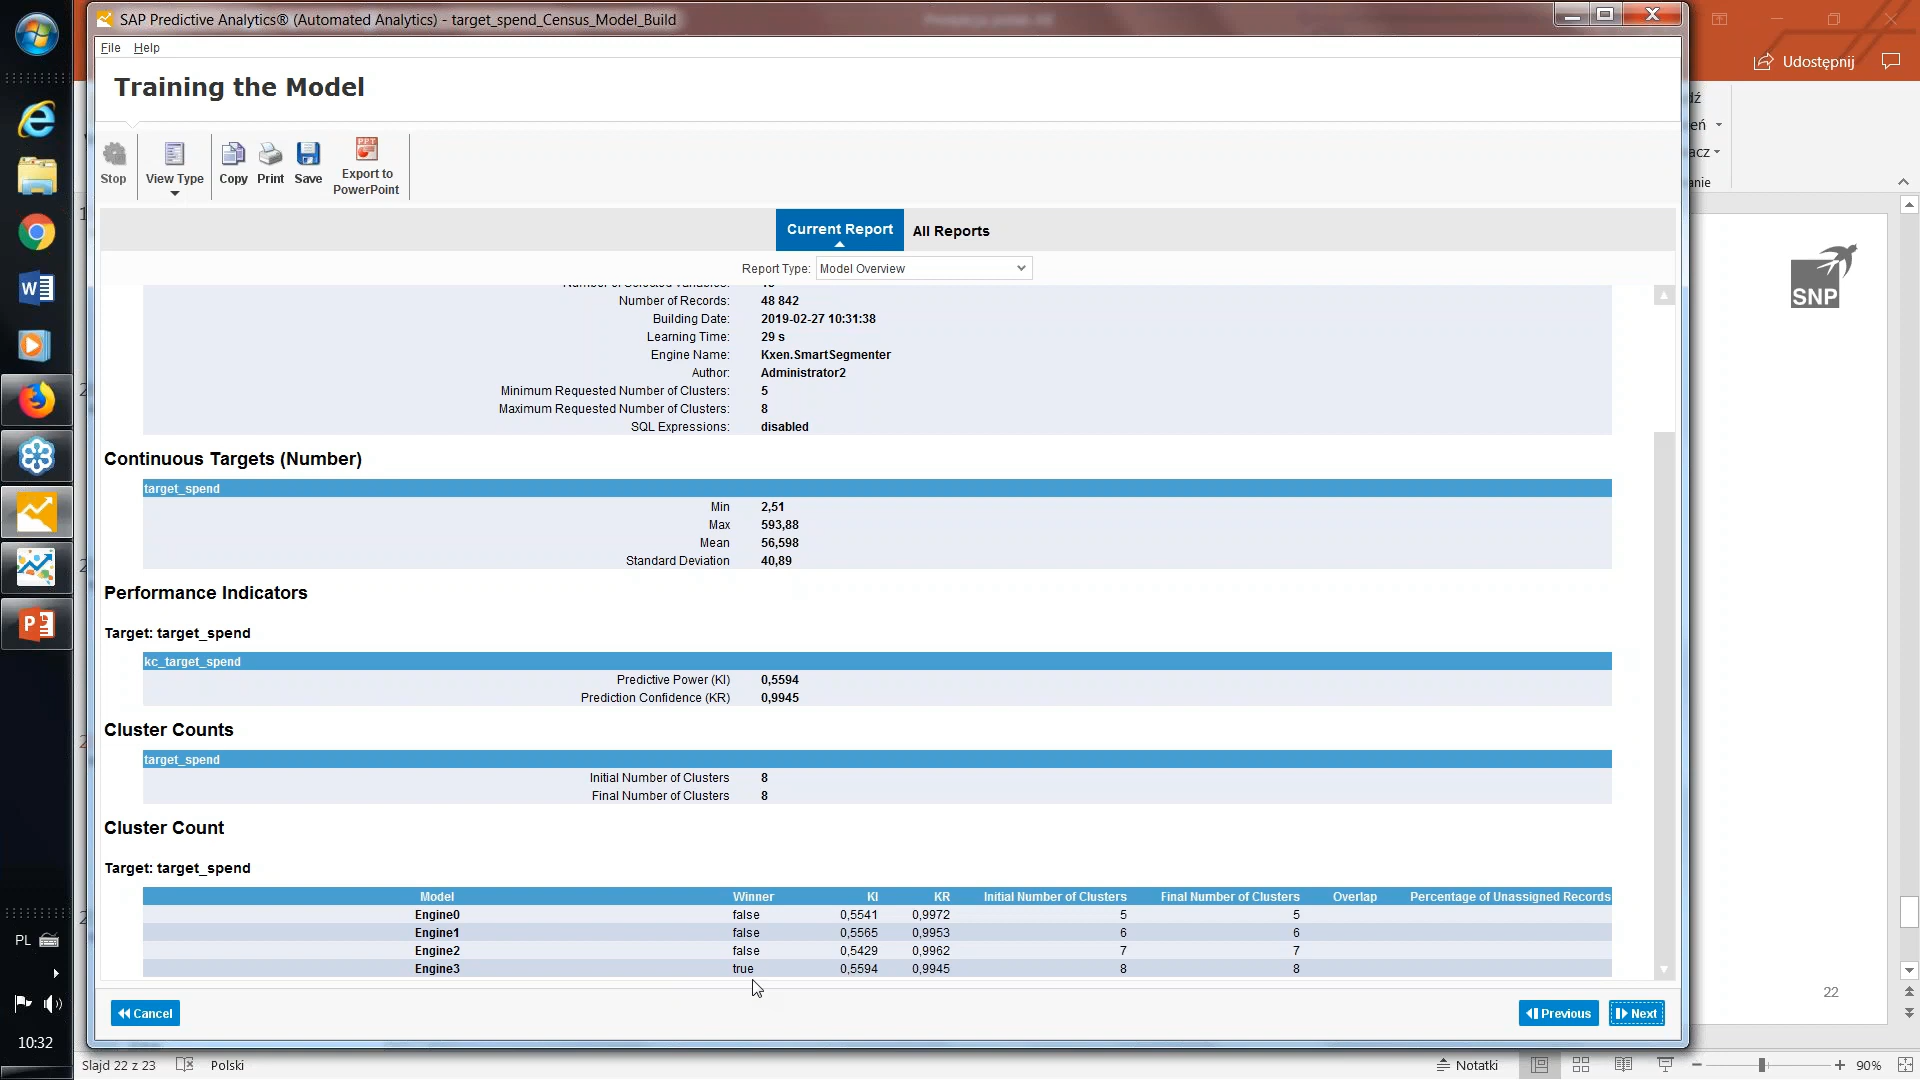 SAP Predictive Analytics® (Automated Analytics) - target_spend_Census_Model_Build
File Help
Udostępnij
Training the Model
Stop
View Type
Copy
Print
Save
Export to
PowerPoint
Current Report
All Reports
Report Type: Model Overview
Number of Selected Variables:
Number of Records: 48 842
Building Date: 2019-02-27 10:31:38
Learning Time: 29 s
Engine Name: Kxen.SmartSegmenter
Author: Administrator2
Minimum Requested Number of Clusters: 5
Maximum Requested Number of Clusters: 8
SQL Expressions: disabled
Continuous Targets (Number)
target_spend
Min 2,51
Max 593,88
Mean 56,598
Standard Deviation 40,89
Performance Indicators
Target: target_spend
kc_target_spend
Predictive Power (KI) 0,5594
Prediction Confidence (KR) 0,9945
Cluster Counts
target_spend
Initial Number of Clusters 8
Final Number of Clusters 8
Cluster Count
Target: target_spend
Model Winner KI KR Initial Number of Clusters Final Number of Clusters Overlap Percentage of Unassigned Records
Engine0 false 0,5541 0,9972 5 5
Engine1 false 0,5565 0,9953 6 6
Engine2 false 0,5429 0,9962 7 7
Engine3 true 0,5594 0,9945 8 8
Cancel
Previous
Next
SNP
22
PL
10:32
Slajd 22 z 23
Polski
Notatki
90%